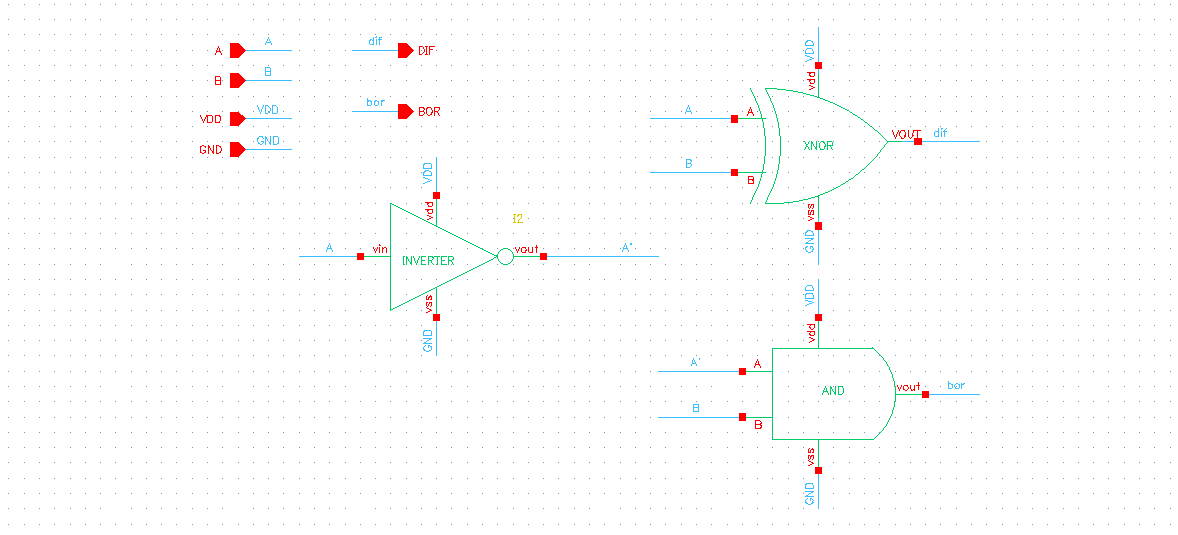 A A
B B
VDD VDD
GND GND
dif DIF
bor BOR
VDD
vdd
I2
A vin INVERTER vout A'
vss
GND
VDD
vdd
A A
XNOR VOUT dif
B B
vss
GND
VDD
vdd
A' A
AND vout bor
B B
vss
GND